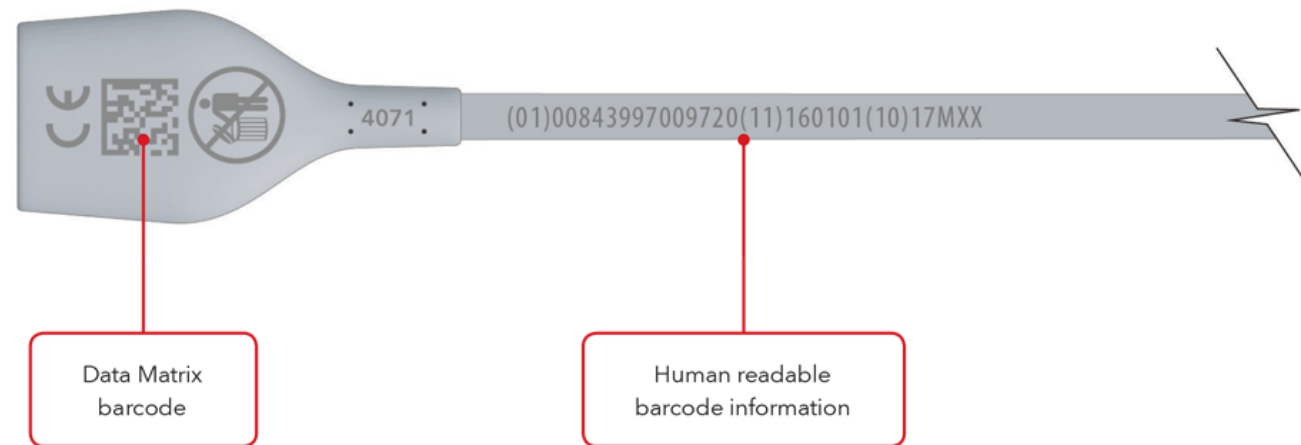 CE
4071
(01)00843997009720(11)160101(10)17MXX
Data Matrix
barcode
Human readable
barcode information